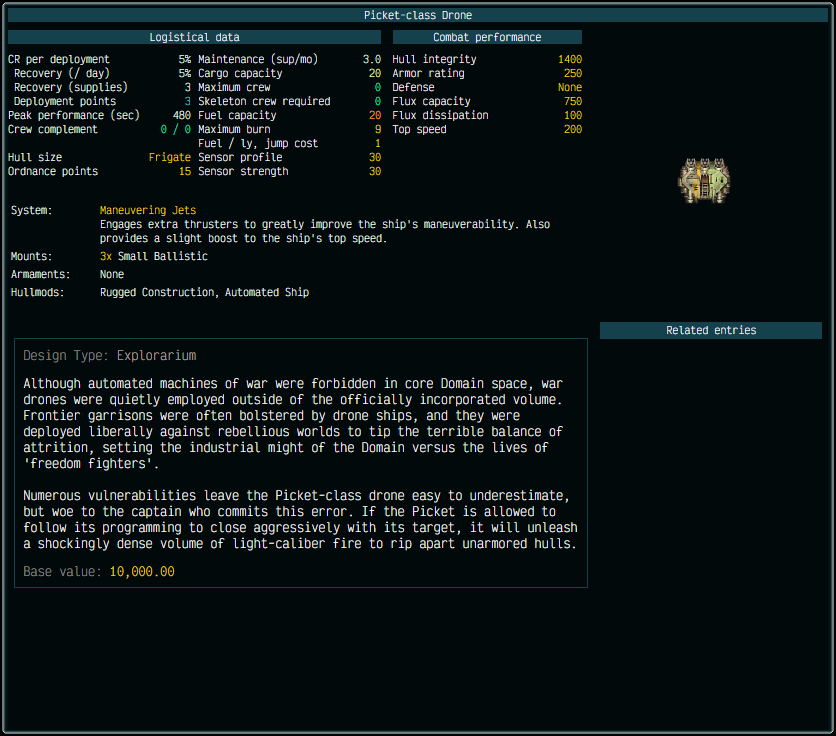 Picket-class Drone
Logistical data
CR per deployment 5% Maintenance (sup/mo) 3.0
Recovery (/ day) 5% Cargo capacity 20
Recovery (supplies) 3 Maximum crew 0
Deployment points 3 Skeleton crew required 0
Peak performance (sec) 480 Fuel capacity 20
Crew complement 0 / 0 Maximum burn 9
Fuel / ly, jump cost 1
Hull size Frigate Sensor profile 30
Ordnance points 15 Sensor strength 30
Combat performance
Hull integrity 1400
Armor rating 250
Defense None
Flux capacity 750
Flux dissipation 100
Top speed 200
System: Maneuvering Jets
Engages extra thrusters to greatly improve the ship's maneuverability. Also
provides a slight boost to the ship's top speed.
Mounts: 3x Small Ballistic
Armaments: None
Hullmods: Rugged Construction, Automated Ship
Related entries
Design Type: Explorarium
Although automated machines of war were forbidden in core Domain space, war
drones were quietly employed outside of the officially incorporated volume.
Frontier garrisons were often bolstered by drone ships, and they were
deployed liberally against rebellious worlds to tip the terrible balance of
attrition, setting the industrial might of the Domain versus the lives of
'freedom fighters'.
Numerous vulnerabilities leave the Picket-class drone easy to underestimate,
but woe to the captain who commits this error. If the Picket is allowed to
follow its programming to close aggressively with its target, it will unleash
a shockingly dense volume of light-caliber fire to rip apart unarmored hulls.
Base value: 10,000.00